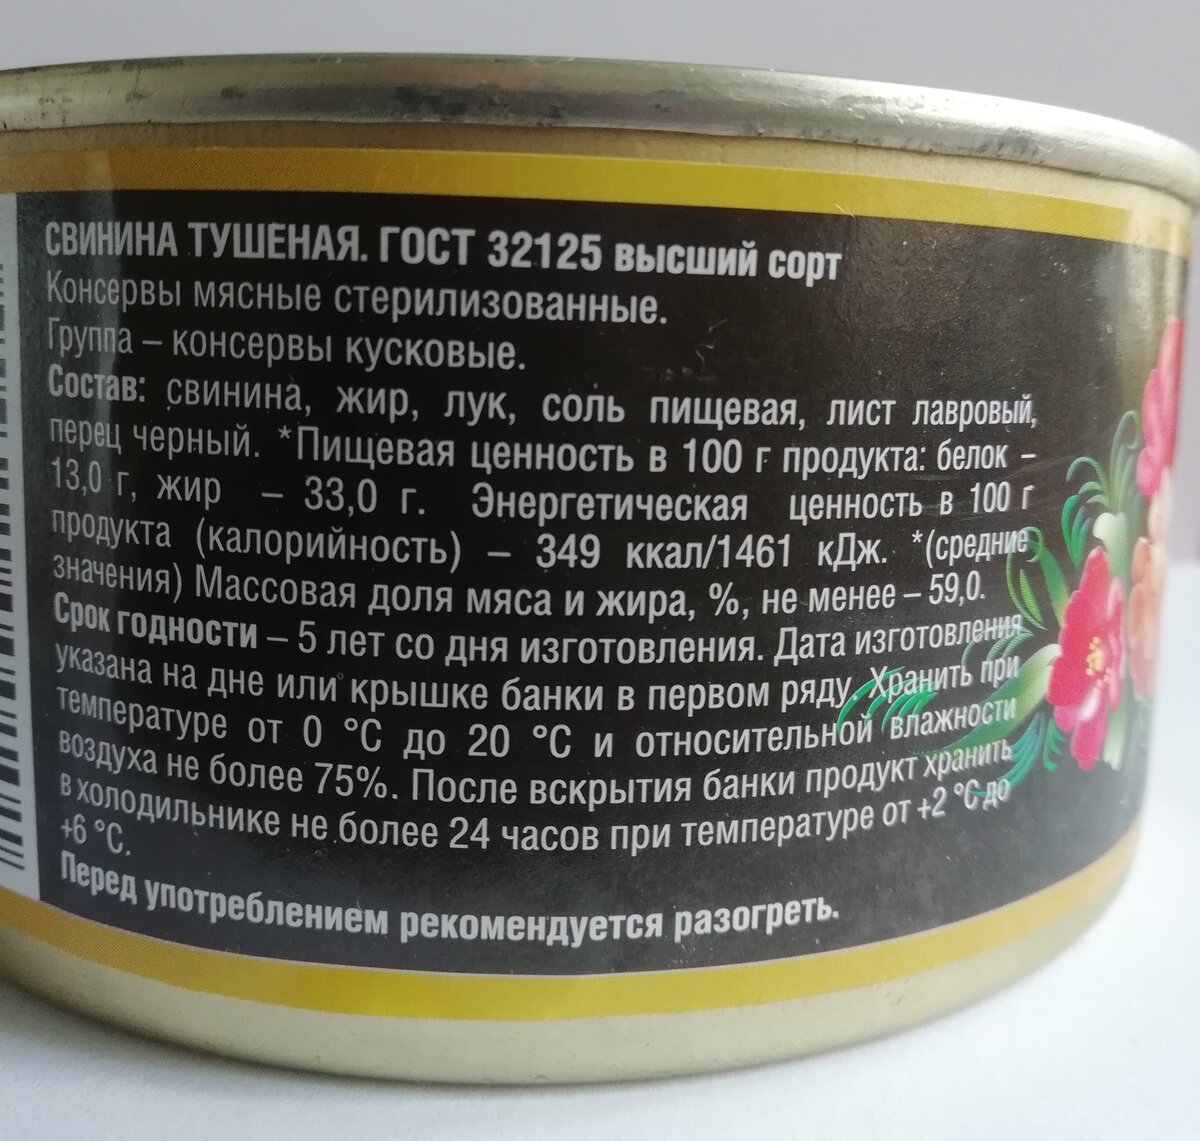 СВИНИНА ТУШЕНАЯ. ГОСТ 32125 высший сорт
Консервы мясные стерилизованные.
Группа – консервы кусковые.
Состав: свинина, жир, лук, соль пищевая, лист лавровый,
перец черный. *Пищевая ценность в 100 г продукта: белок –
13,0 г, жир – 33,0 г. Энергетическая ценность в 100 г
продукта (калорийность) – 349 ккал/1461 кДж. *(средние
значения) Массовая доля мяса и жира, %, не менее – 59,0.
Срок годности – 5 лет со дня изготовления. Дата изготовления
указана на дне или крышке банки в первом ряду. Хранить при
температуре от 0 °С до 20 °С и относительной влажности
воздуха не более 75%. После вскрытия банки продукт хранить
в холодильнике не более 24 часов при температуре от +2 °С до
+6 °С.
Перед употреблением рекомендуется разогреть.